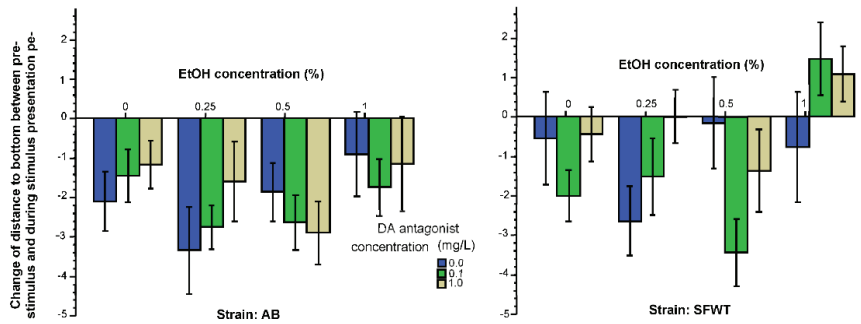 Change of distance to bottom between pre-
stimulus and during stimulus presentation pe-
2
1
0
-1
-2
-3
-4
-5
EtOH concentration (%)
0 0.25 0.5 1
DA antagonist
concentration (mg/L)
0.0
0.1
1.0
Strain: AB
2
1
0
-1
-2
-3
-4
-5
EtOH concentration (%)
0 0.25 0.5 1
Strain: SFWT